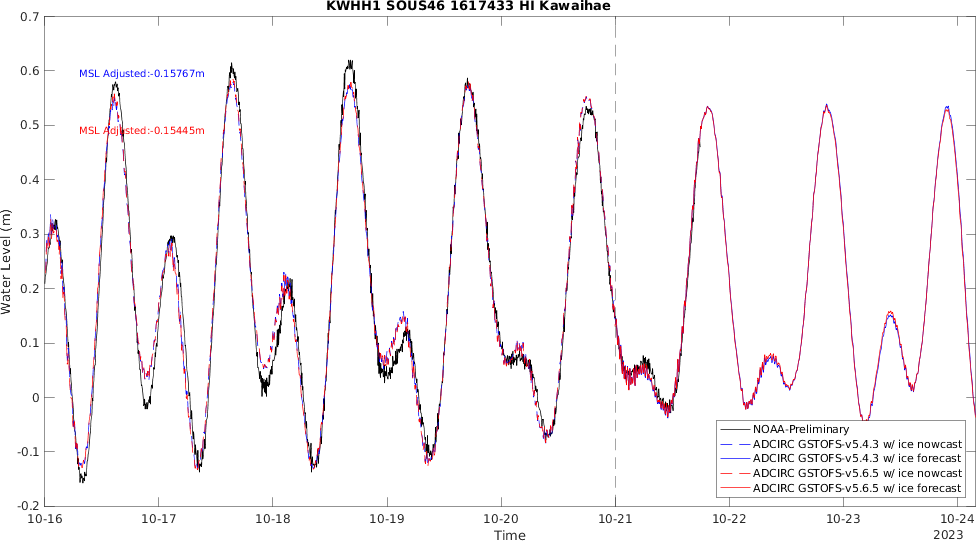 KWHH1 SOUS46 1617433 HI Kawaihae
0.7
0.6
0.5
0.4
0.3
0.2
0.1
0
-0.1
-0.2
Water Level (m)
MSL Adjusted:-0.15767m
MSL Adjusted:-0.15445m
NOAA-Preliminary
ADCIRC GSTOFS-v5.4.3 w/ ice nowcast
ADCIRC GSTOFS-v5.4.3 w/ ice forecast
ADCIRC GSTOFS-v5.6.5 w/ ice nowcast
ADCIRC GSTOFS-v5.6.5 w/ ice forecast
10-16 10-17 10-18 10-19 10-20 10-21 10-22 10-23 10-24
Time
2023